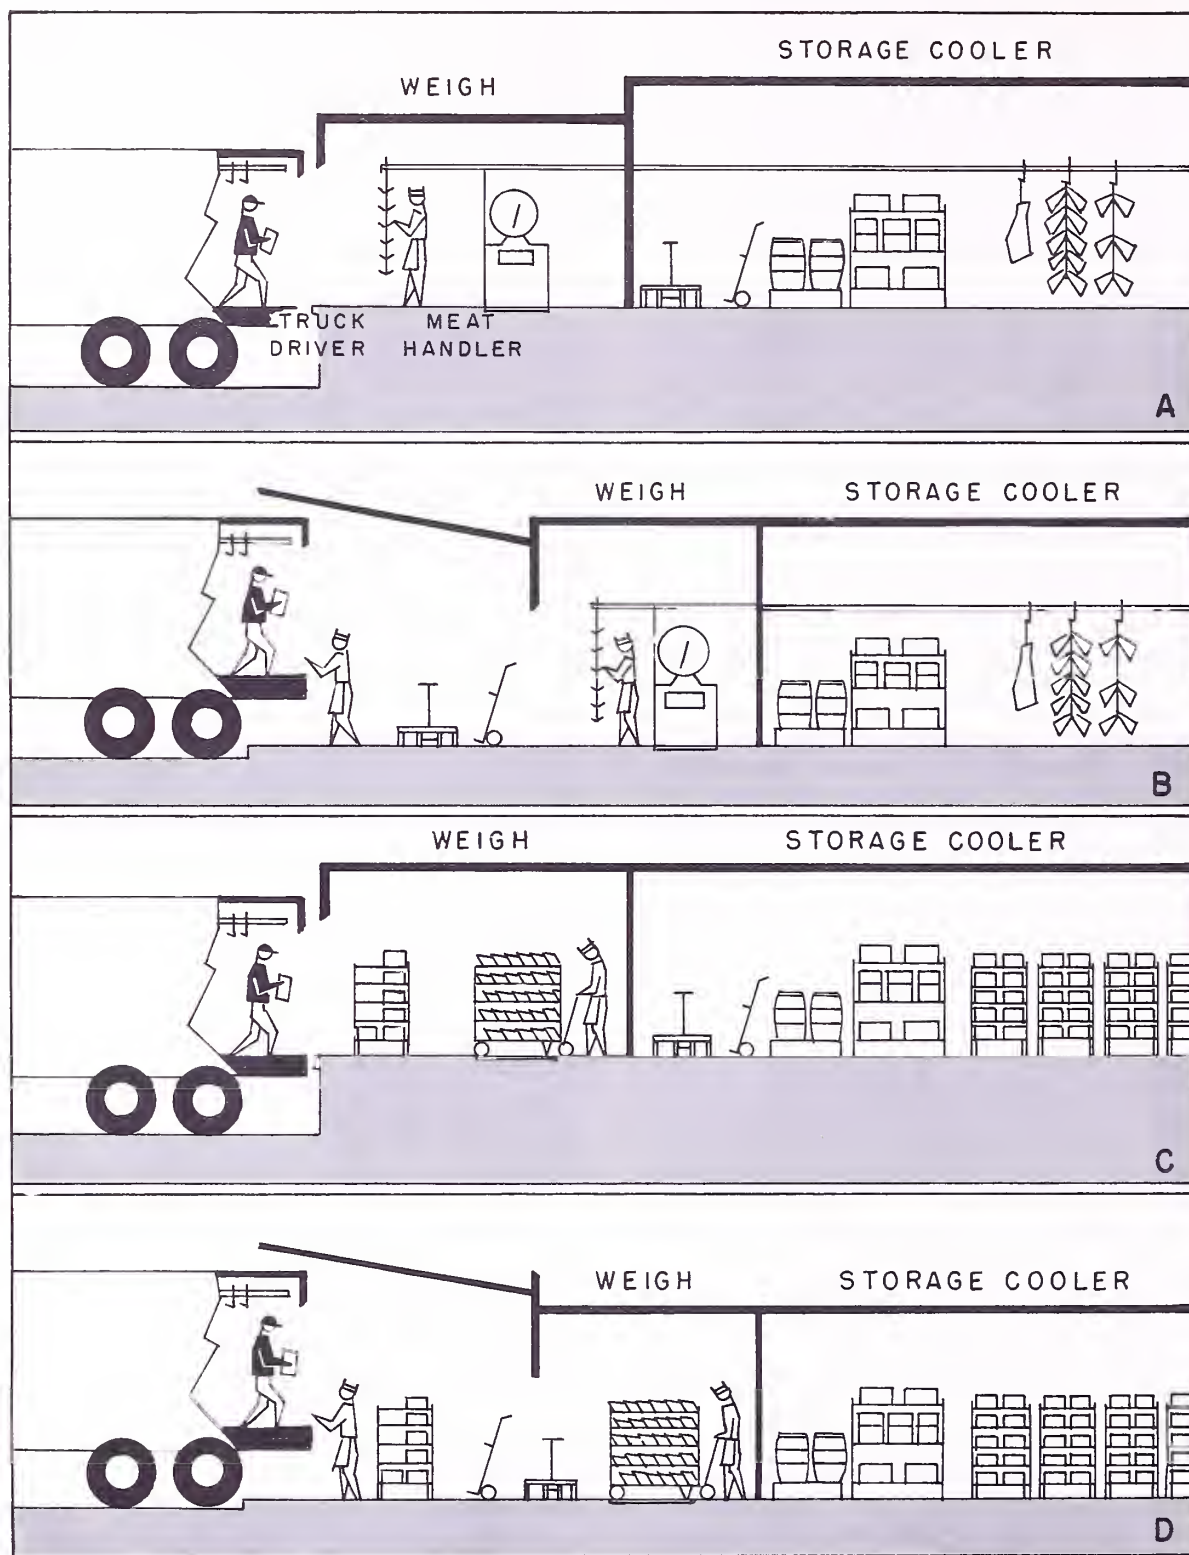 STORAGE COOLER
WEIGH
TRUCK MEAT
DRIVER HANDLER
A
WEIGH STORAGE COOLER
B
WEIGH STORAGE COOLER
C
WEIGH STORAGE COOLER
D